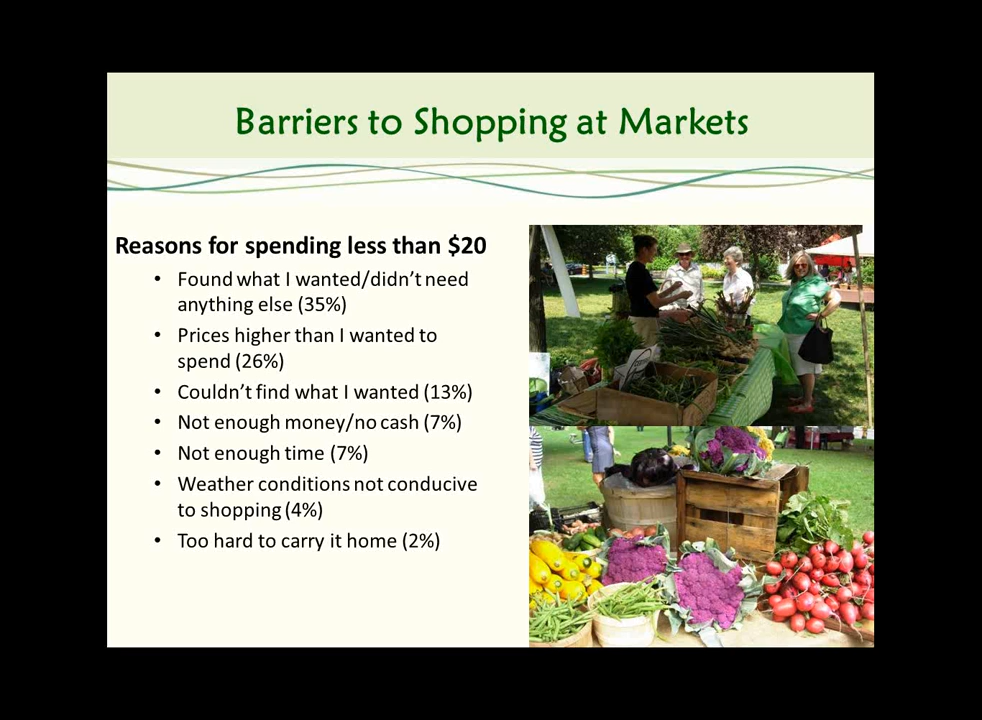 Barriers to Shopping at Markets
Reasons for spending less than $20
• Found what I wanted/didn't need
anything else (35%)
• Prices higher than I wanted to
spend (26%)
• Couldn't find what I wanted (13%)
• Not enough money/no cash (7%)
• Not enough time (7%)
• Weather conditions not conducive
to shopping (4%)
• Too hard to carry it home (2%)